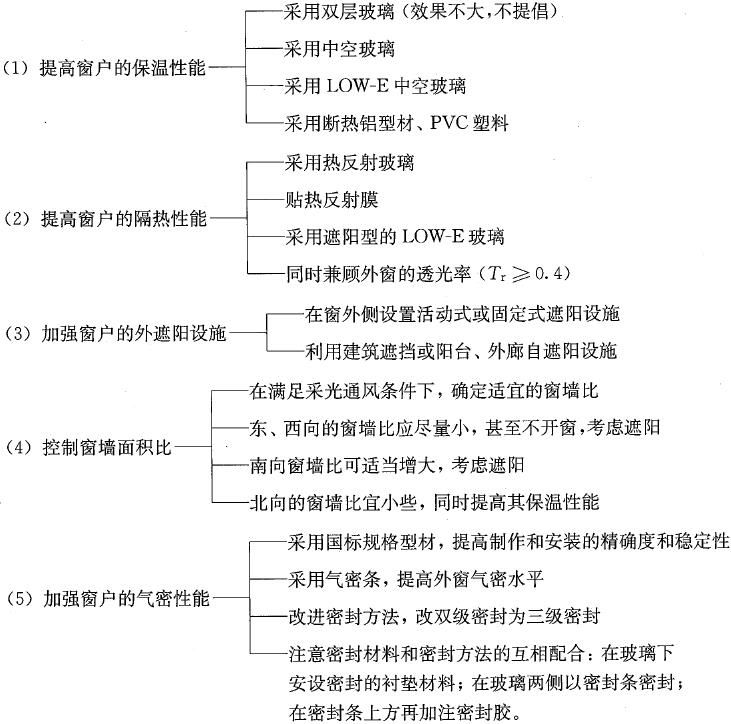 采用双层玻璃(效果不大,不提倡)
采用中空玻璃
(1) 提高窗户的保温性能
采用 LOW-E 中空玻璃
采用断热铝型材、PVC 塑料
采用热反射玻璃
贴热反射膜
(2) 提高窗户的隔热性能
采用遮阳型的 LOW-E 玻璃
同时兼顾外窗的透光率 (Tr ≥ 0.4)
在窗外侧设置活动式或固定式遮阳设施
(3) 加强窗户的外遮阳设施
利用建筑遮挡或阳台、外廊自遮阳设施
在满足采光通风条件下，确定适宜的窗墙比
东、西向的窗墙比应尽量小，甚至不开窗,考虑遮阳
(4) 控制窗墙面积比
南向窗墙比可适当增大，考虑遮阳
北向的窗墙比宜小些，同时提高其保温性能
采用国标规格型材，提高制作和安装的精确度和稳定性
采用气密条，提高外窗气密水平
(5) 加强窗户的气密性能
改进密封方法，改双级密封为三级密封
注意密封材料和密封方法的互相配合：在玻璃下
安设密封的衬垫材料；在玻璃两侧以密封条密封；
在密封条上方再加注密封胶。